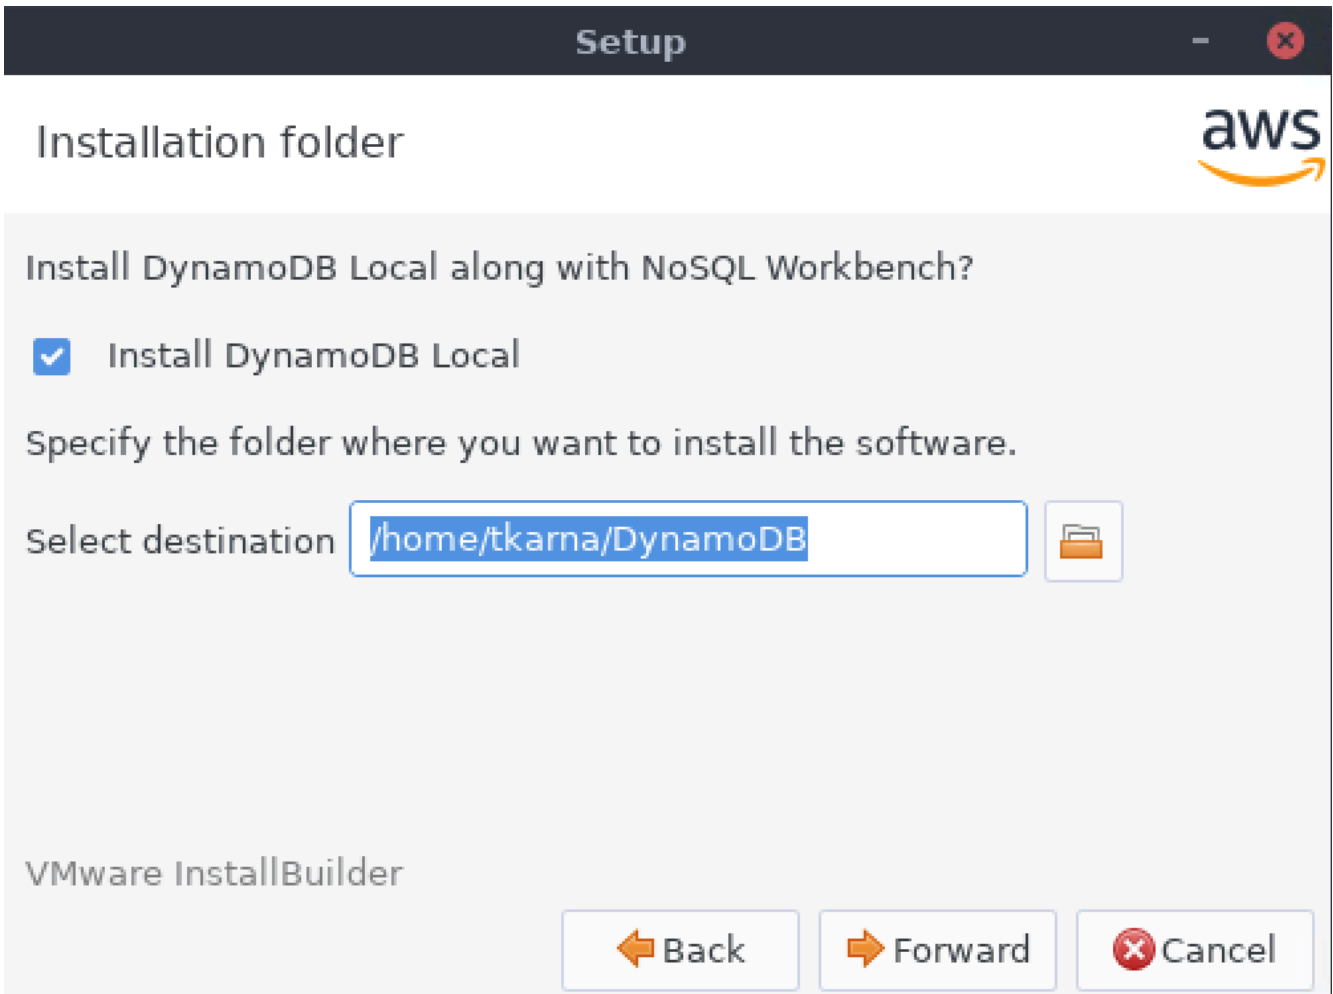 Setup
Installation folder
aws
Install DynamoDB Local along with NoSQL Workbench?
Install DynamoDB Local
Specify the folder where you want to install the software.
Select destination /home/tkarna/DynamoDB
VMware InstallBuilder
Back Forward Cancel